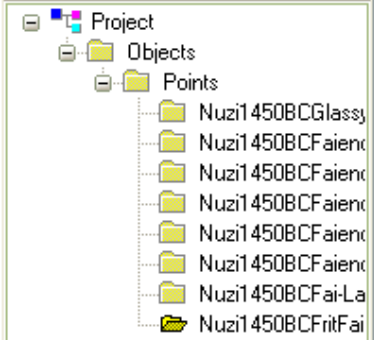 Project
Objects
Points
Nuzi1450BCGlassy
Nuzi1450BCFaienc
Nuzi1450BCFaienc
Nuzi1450BCFaienc
Nuzi1450BCFaienc
Nuzi1450BCFaienc
Nuzi1450BCFai-La
Nuzi1450BCFritFai